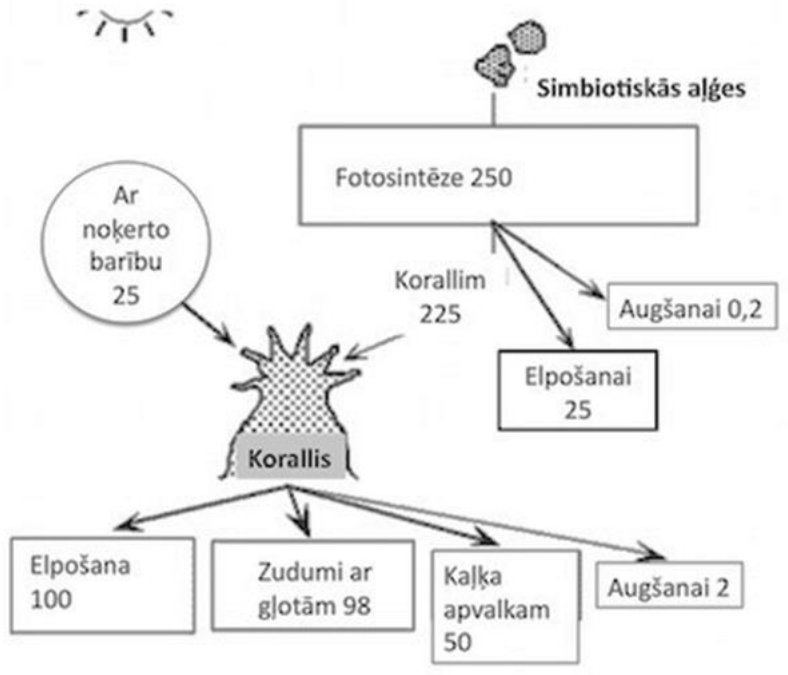 Simbiotiskās aļģes
Fotosintēze 250
Ar
noķerto
barību
25
Korallim
225
Augšanai 0,2
Elpošanai
25
Korallis
Elpošana
100
Zudumi ar
gļotām 98
Kaļķa
apvalkam
50
Augšanai 2